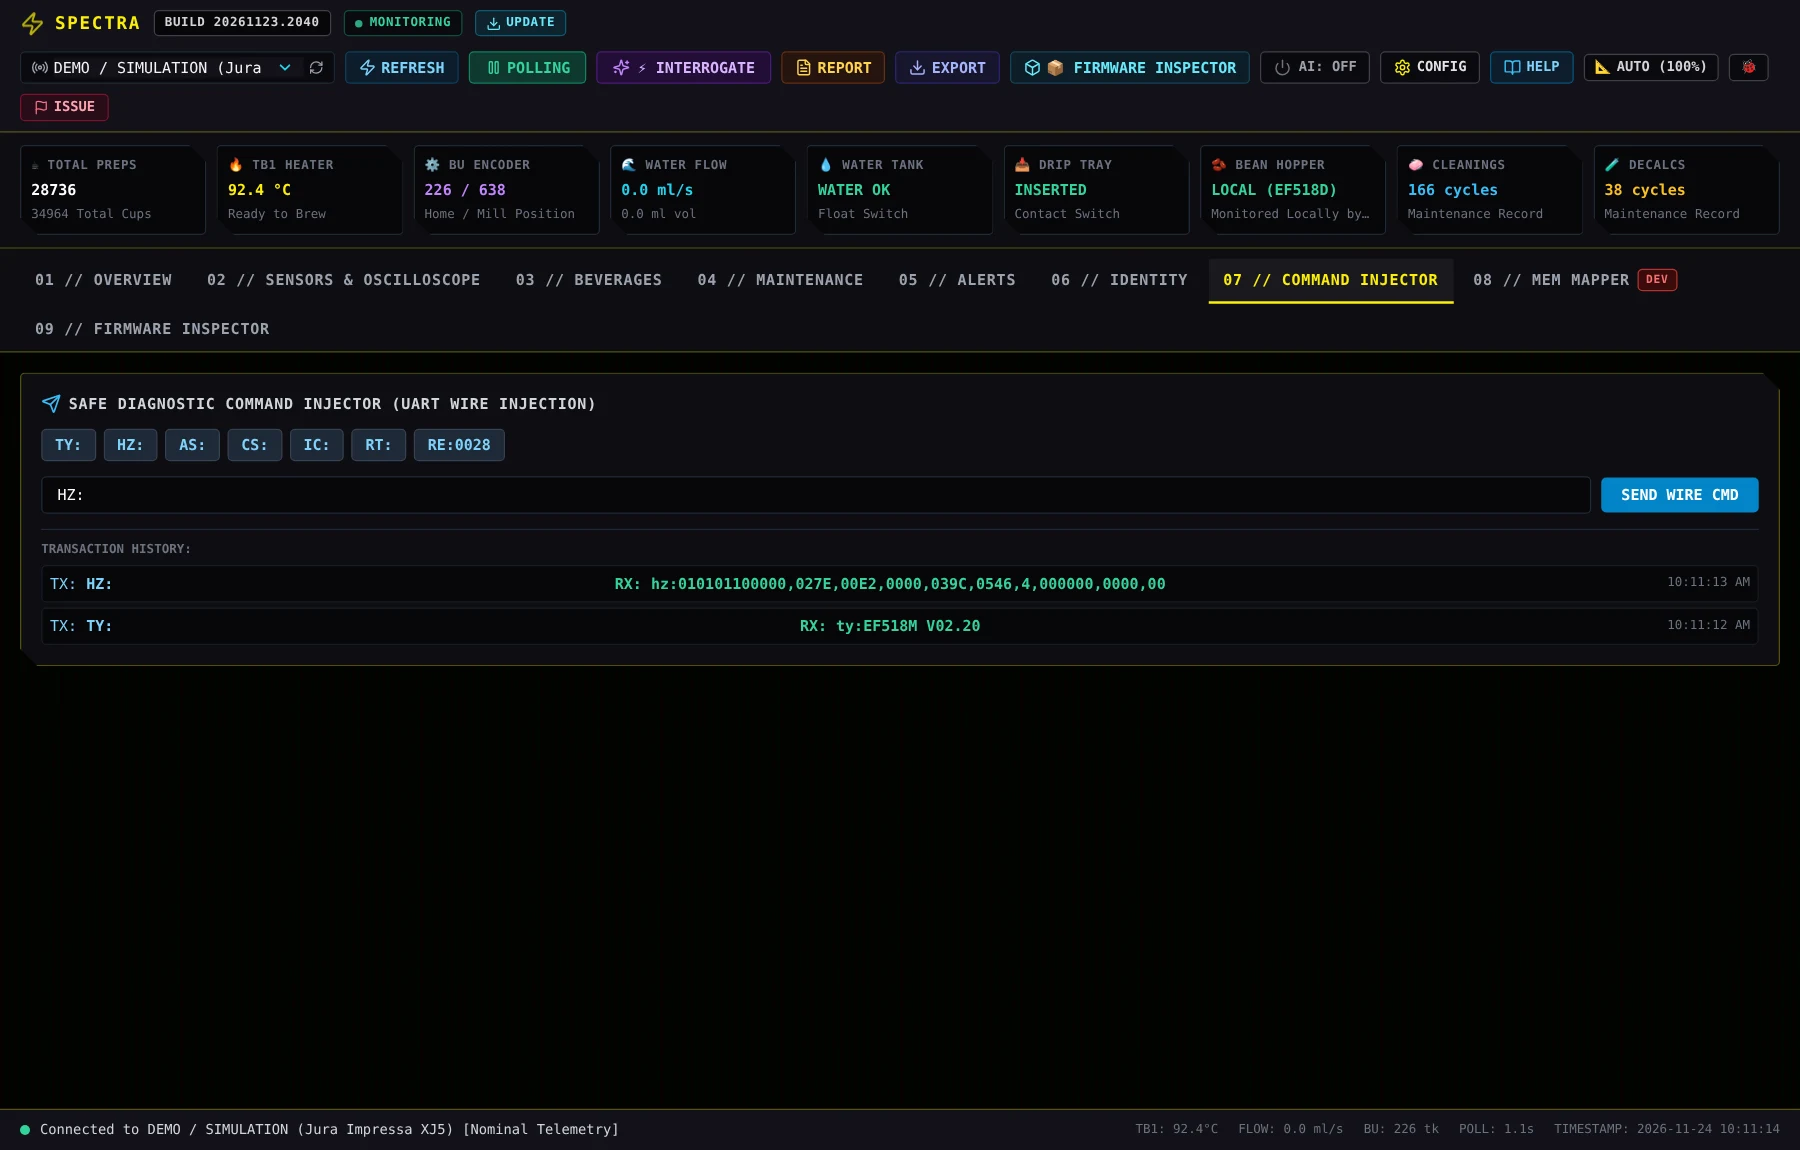 SPECTRA BUILD 20261123.2040 MONITORING UPDATE
DEMO / SIMULATION (Jura REFRESH POLLING ⚡ INTERROGATE REPORT EXPORT 📦 FIRMWARE INSPECTOR AI: OFF CONFIG HELP 📐 AUTO (100%) 🐞
ISSUE
☕ TOTAL PREPS
28736
34964 Total Cups
🔥 TB1 HEATER
92.4 °C
Ready to Brew
⚙️ BU ENCODER
226 / 638
Home / Mill Position
🌊 WATER FLOW
0.0 ml/s
0.0 ml vol
💧 WATER TANK
WATER OK
Float Switch
📥 DRIP TRAY
INSERTED
Contact Switch
🫘 BEAN HOPPER
LOCAL (EF518D)
Monitored Locally by…
🧼 CLEANINGS
166 cycles
Maintenance Record
🧪 DECALCS
38 cycles
Maintenance Record
01 // OVERVIEW 02 // SENSORS & OSCILLOSCOPE 03 // BEVERAGES 04 // MAINTENANCE 05 // ALERTS 06 // IDENTITY 07 // COMMAND INJECTOR 08 // MEM MAPPER DEV
09 // FIRMWARE INSPECTOR
SAFE DIAGNOSTIC COMMAND INJECTOR (UART WIRE INJECTION)
TY: HZ: AS: CS: IC: RT: RE:0028
HZ: SEND WIRE CMD
TRANSACTION HISTORY:
TX: HZ: RX: hz:010101100000,027E,00E2,0000,039C,0546,4,000000,0000,00 10:11:13 AM
TX: TY: RX: ty:EF518M V02.20 10:11:12 AM
Connected to DEMO / SIMULATION (Jura Impressa XJ5) [Nominal Telemetry] TB1: 92.4°C FLOW: 0.0 ml/s BU: 226 tk POLL: 1.1s TIMESTAMP: 2026-11-24 10:11:14